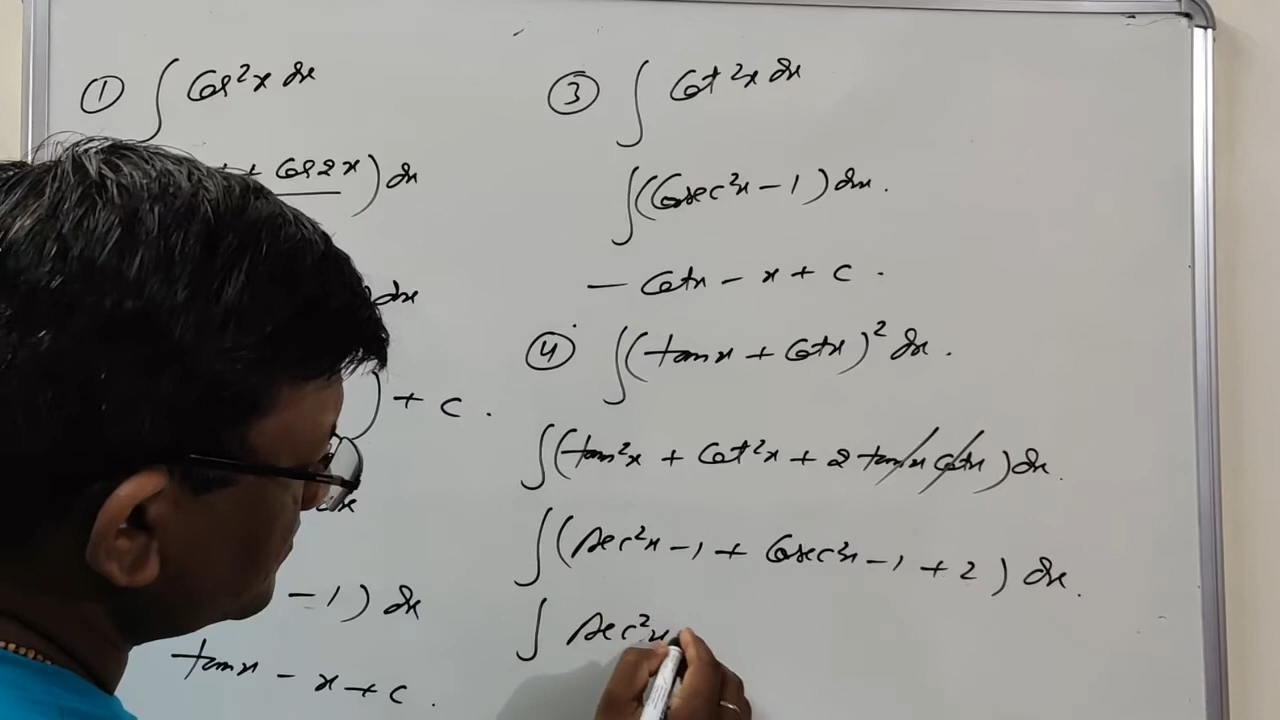 ① ∫ Cos²x dx
+ Cos2x) dx
dx
) + c .
dx
-1) dx
tanx - x + c .
③ ∫ Cot²x dx
∫(Cosec²x - 1) dx .
- Cotx - x + c .
④ ∫(tanx + Cotx)² dx .
∫(tan²x + Cot²x + 2 tanx Cotx) dx .
∫(sec²x - 1 + Cosec²x - 1 + 2) dx .
∫ sec²x